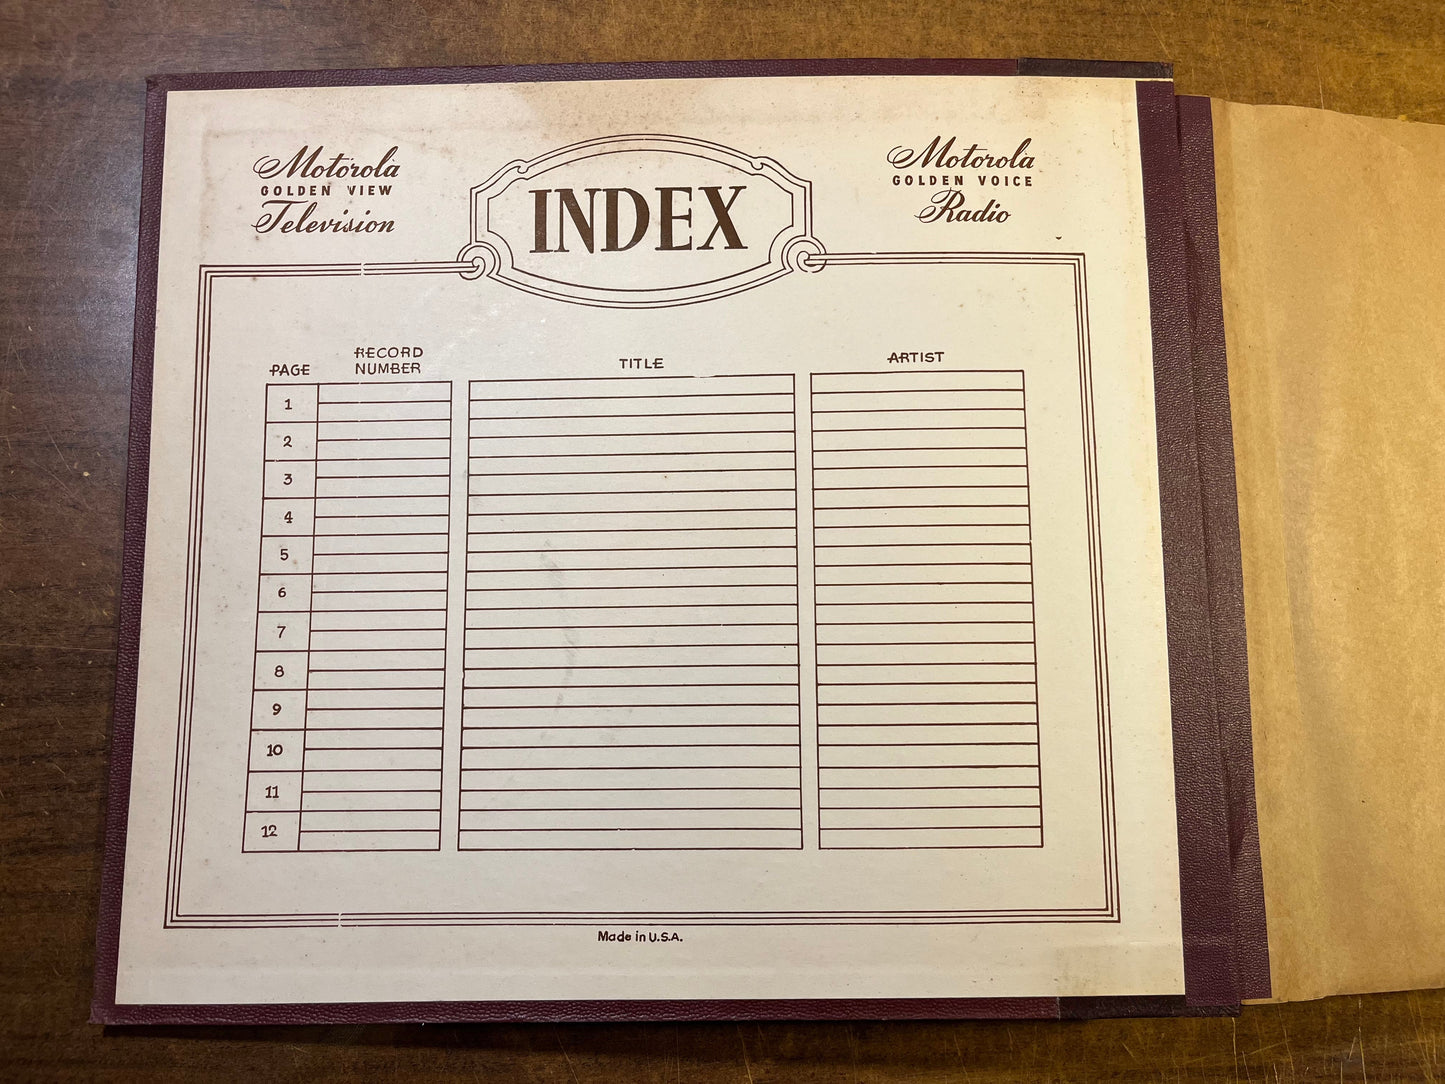 Motorola
GOLDEN VIEW
Television
INDEX
Motorola
GOLDEN VOICE
Radio
PAGE
RECORD
NUMBER
TITLE
ARTIST
1
2
3
4
5
6
7
8
9
10
11
12
Made in U.S.A.